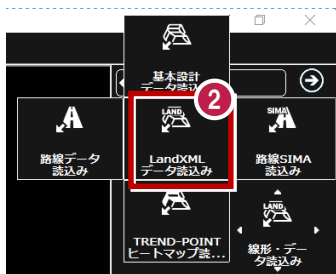 基本設計
データ読込み
2
LAND
SIMA
路線データ
読込み
LandXML
データ読込み
路線SIMA
読込み
LAND
TREND-POINT
ヒートマップ読...
線形・デー
タ読込み